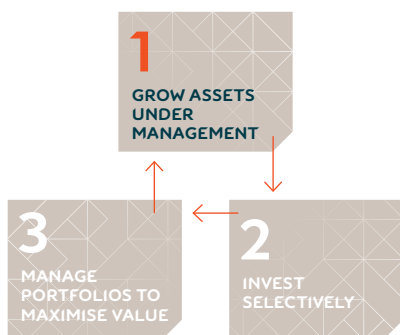 1
GROW ASSETS
UNDER
MANAGEMENT
2
INVEST
SELECTIVELY
3
MANAGE
PORTFOLIOS TO
MAXIMISE VALUE